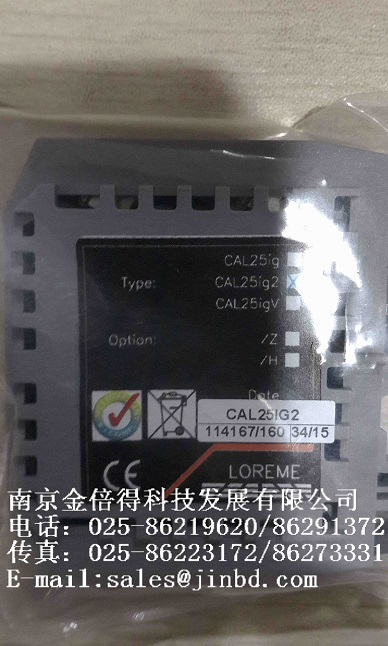 CAL25ig
Type: CAL25ig2
CAL25igV
Option: /Z
/H
Date
CAL25IG2
114167/160 34/15
CE
LOREME
南京金倍得科技发展有限公司
电话：025-86219620/86291372
传真：025-86223172/86273331
E-mail:sales@jinbd.com